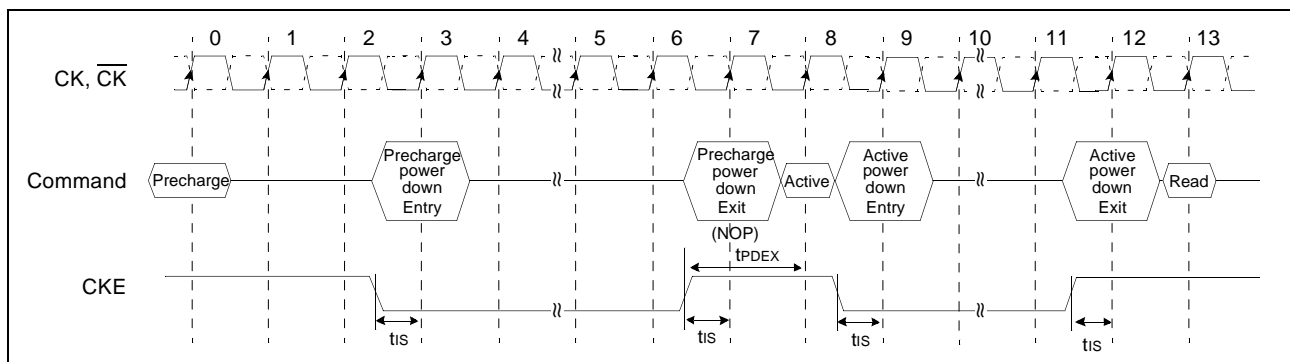 0 1 2 3 4 5 6 7 8 9 10 11 12 13
CK, CK
Command
Precharge
Precharge
power
down
Entry
Precharge
power
down
Exit
(NOP)
Active
Active
power
down
Entry
Active
power
down
Exit
Read
tPDEX
CKE
tIS
tIS
tIS
tIS